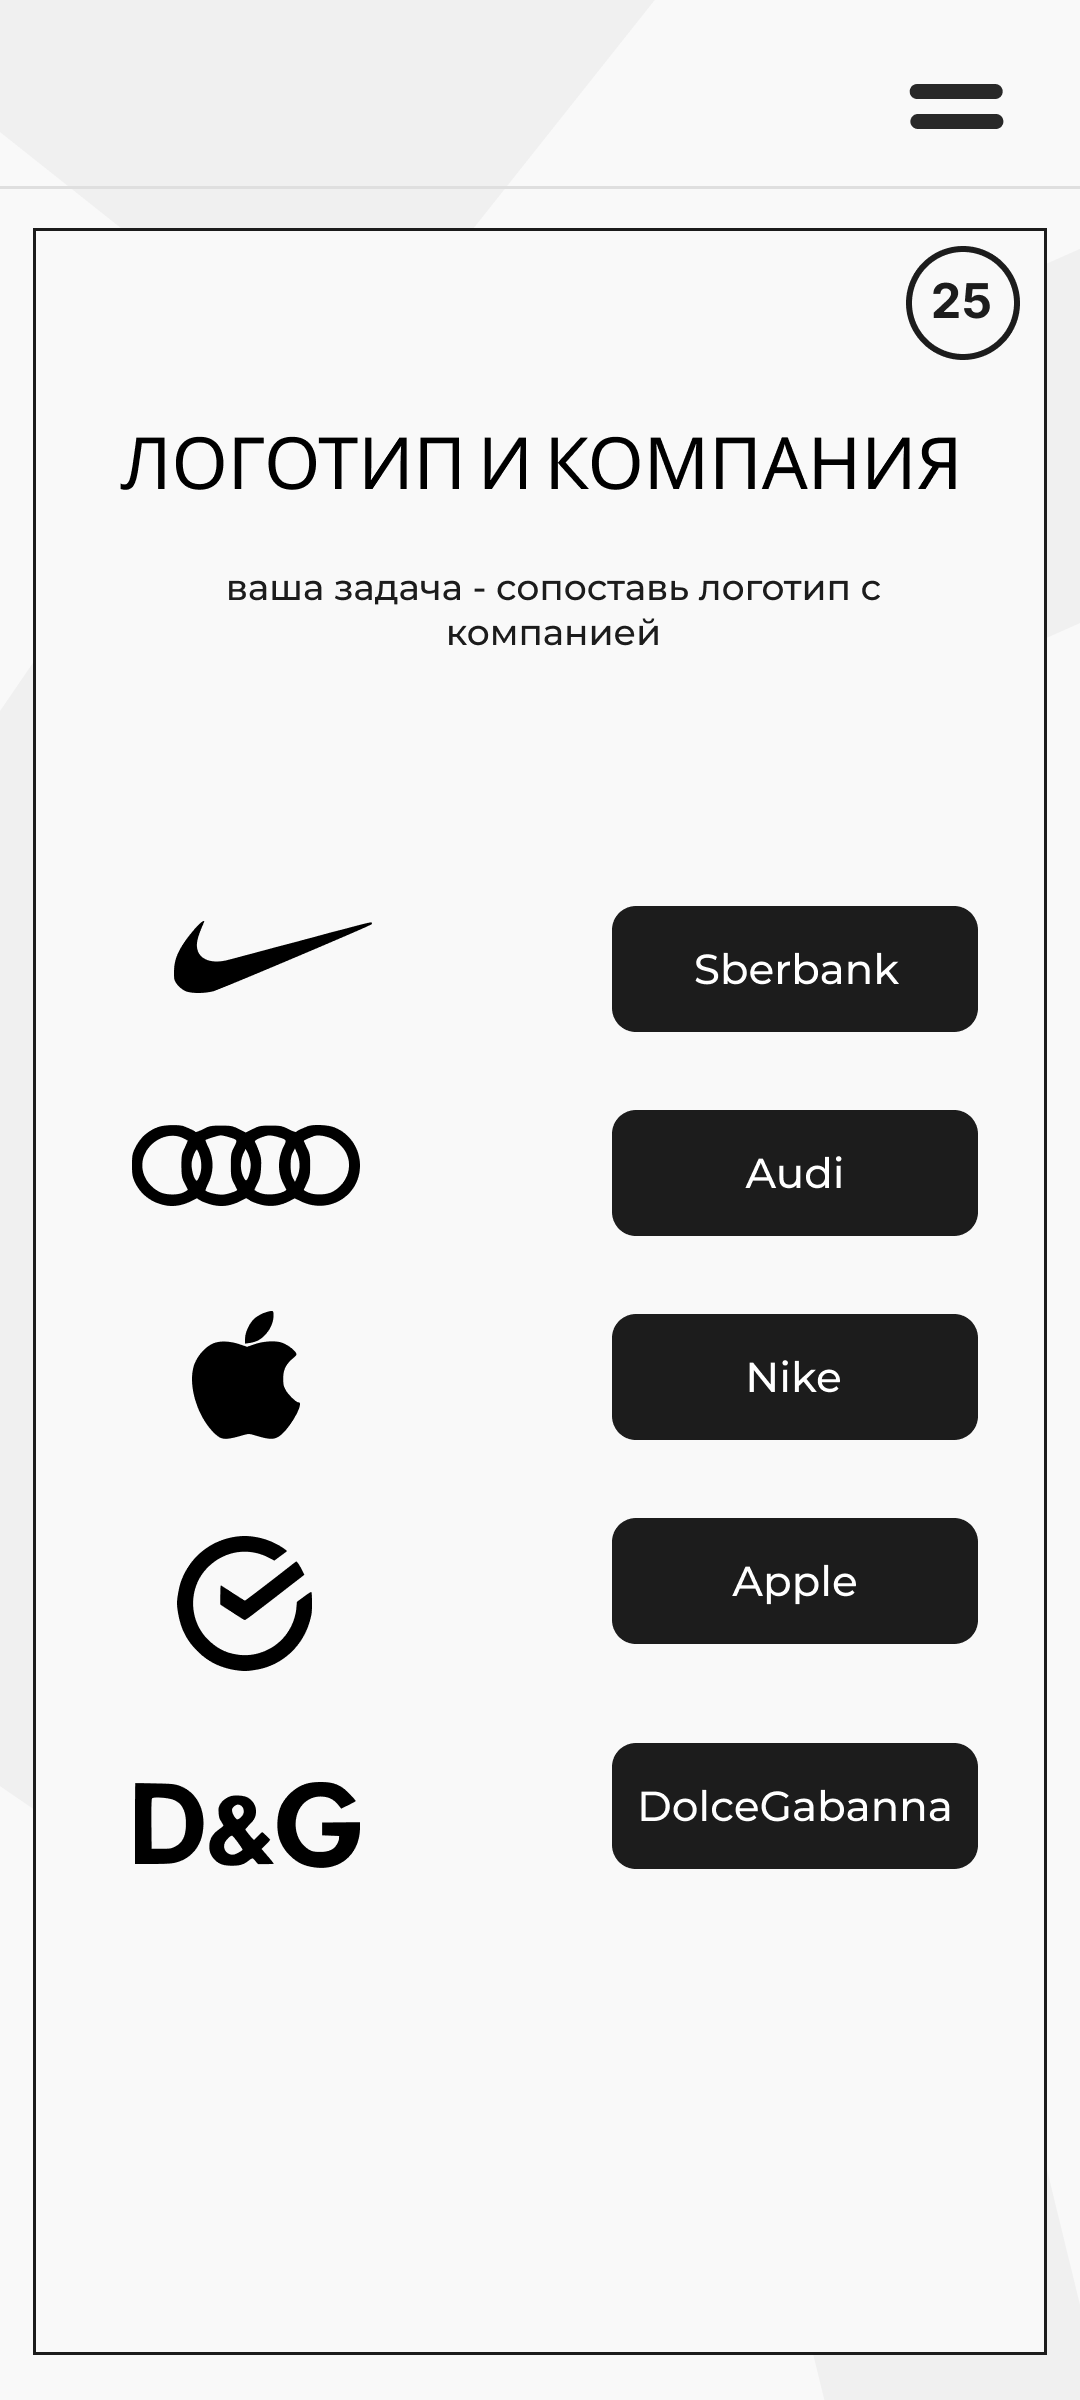 25
ЛОГОТИП И КОМПАНИЯ
ваша задача - сопоставь логотип с
компанией
Sberbank
Audi
Nike
Apple
D&G
DolceGabanna